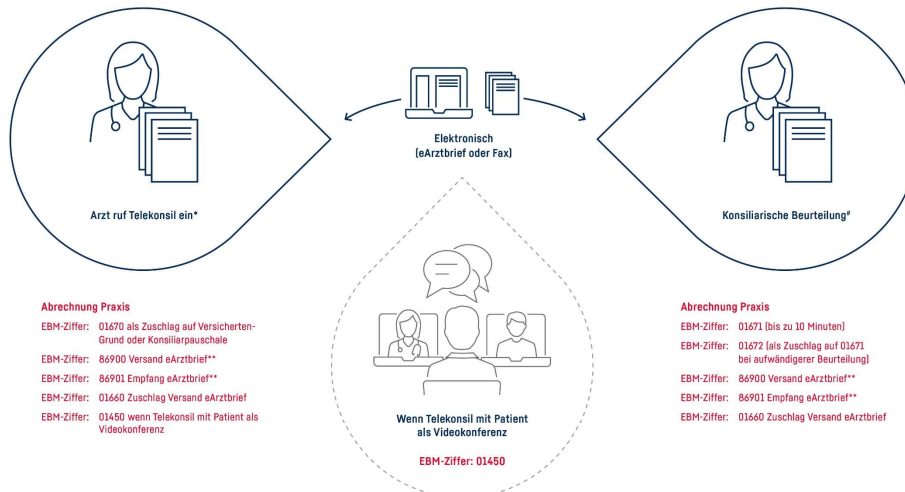 Elektronisch
(eArztbrief oder Fax)
Arzt ruf Telekonsil ein*
Konsiliarische Beurteilung#
Abrechnung Praxis
EBM-Ziffer: 01670 als Zuschlag auf Versicherten-
Grund oder Konsiliarpauschale
EBM-Ziffer: 86900 Versand eArztbrief**
EBM-Ziffer: 86901 Empfang eArztbrief**
EBM-Ziffer: 01660 Zuschlag Versand eArztbrief
EBM-Ziffer: 01450 wenn Telekonsil mit Patient als
Videokonferenz
Wenn Telekonsil mit Patient
als Videokonferenz
EBM-Ziffer: 01450
Abrechnung Praxis
EBM-Ziffer: 01671 (bis zu 10 Minuten)
EBM-Ziffer: 01672 (als Zuschlag auf 01671
bei aufwändigerer Beurteilung)
EBM-Ziffer: 86900 Versand eArztbrief**
EBM-Ziffer: 86901 Empfang eArztbrief**
EBM-Ziffer: 01660 Zuschlag Versand eArztbrief